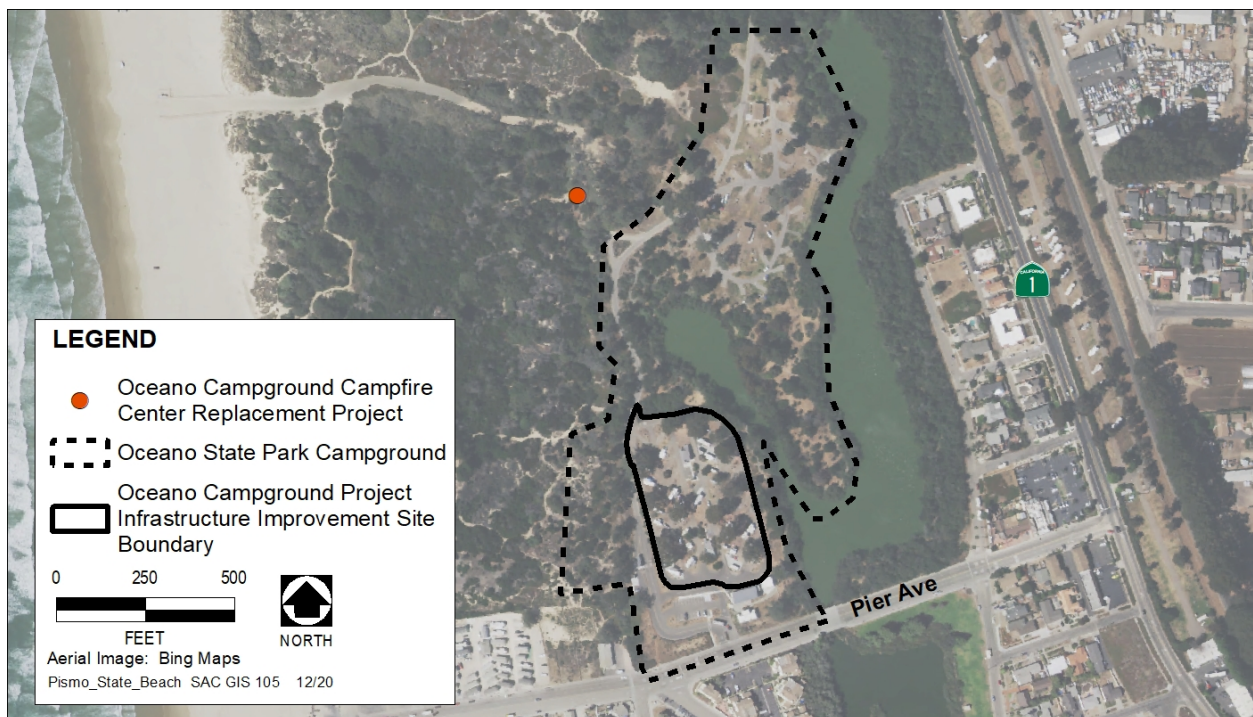 CALIFORNIA
1
LEGEND
Oceano Campground Campfire
Center Replacement Project
Oceano State Park Campground
Oceano Campground Project
Infrastructure Improvement Site
Boundary
0 250 500
FEET
NORTH
Aerial Image: Bing Maps
Pismo_State_Beach SAC GIS 105 12/20
Pier Ave